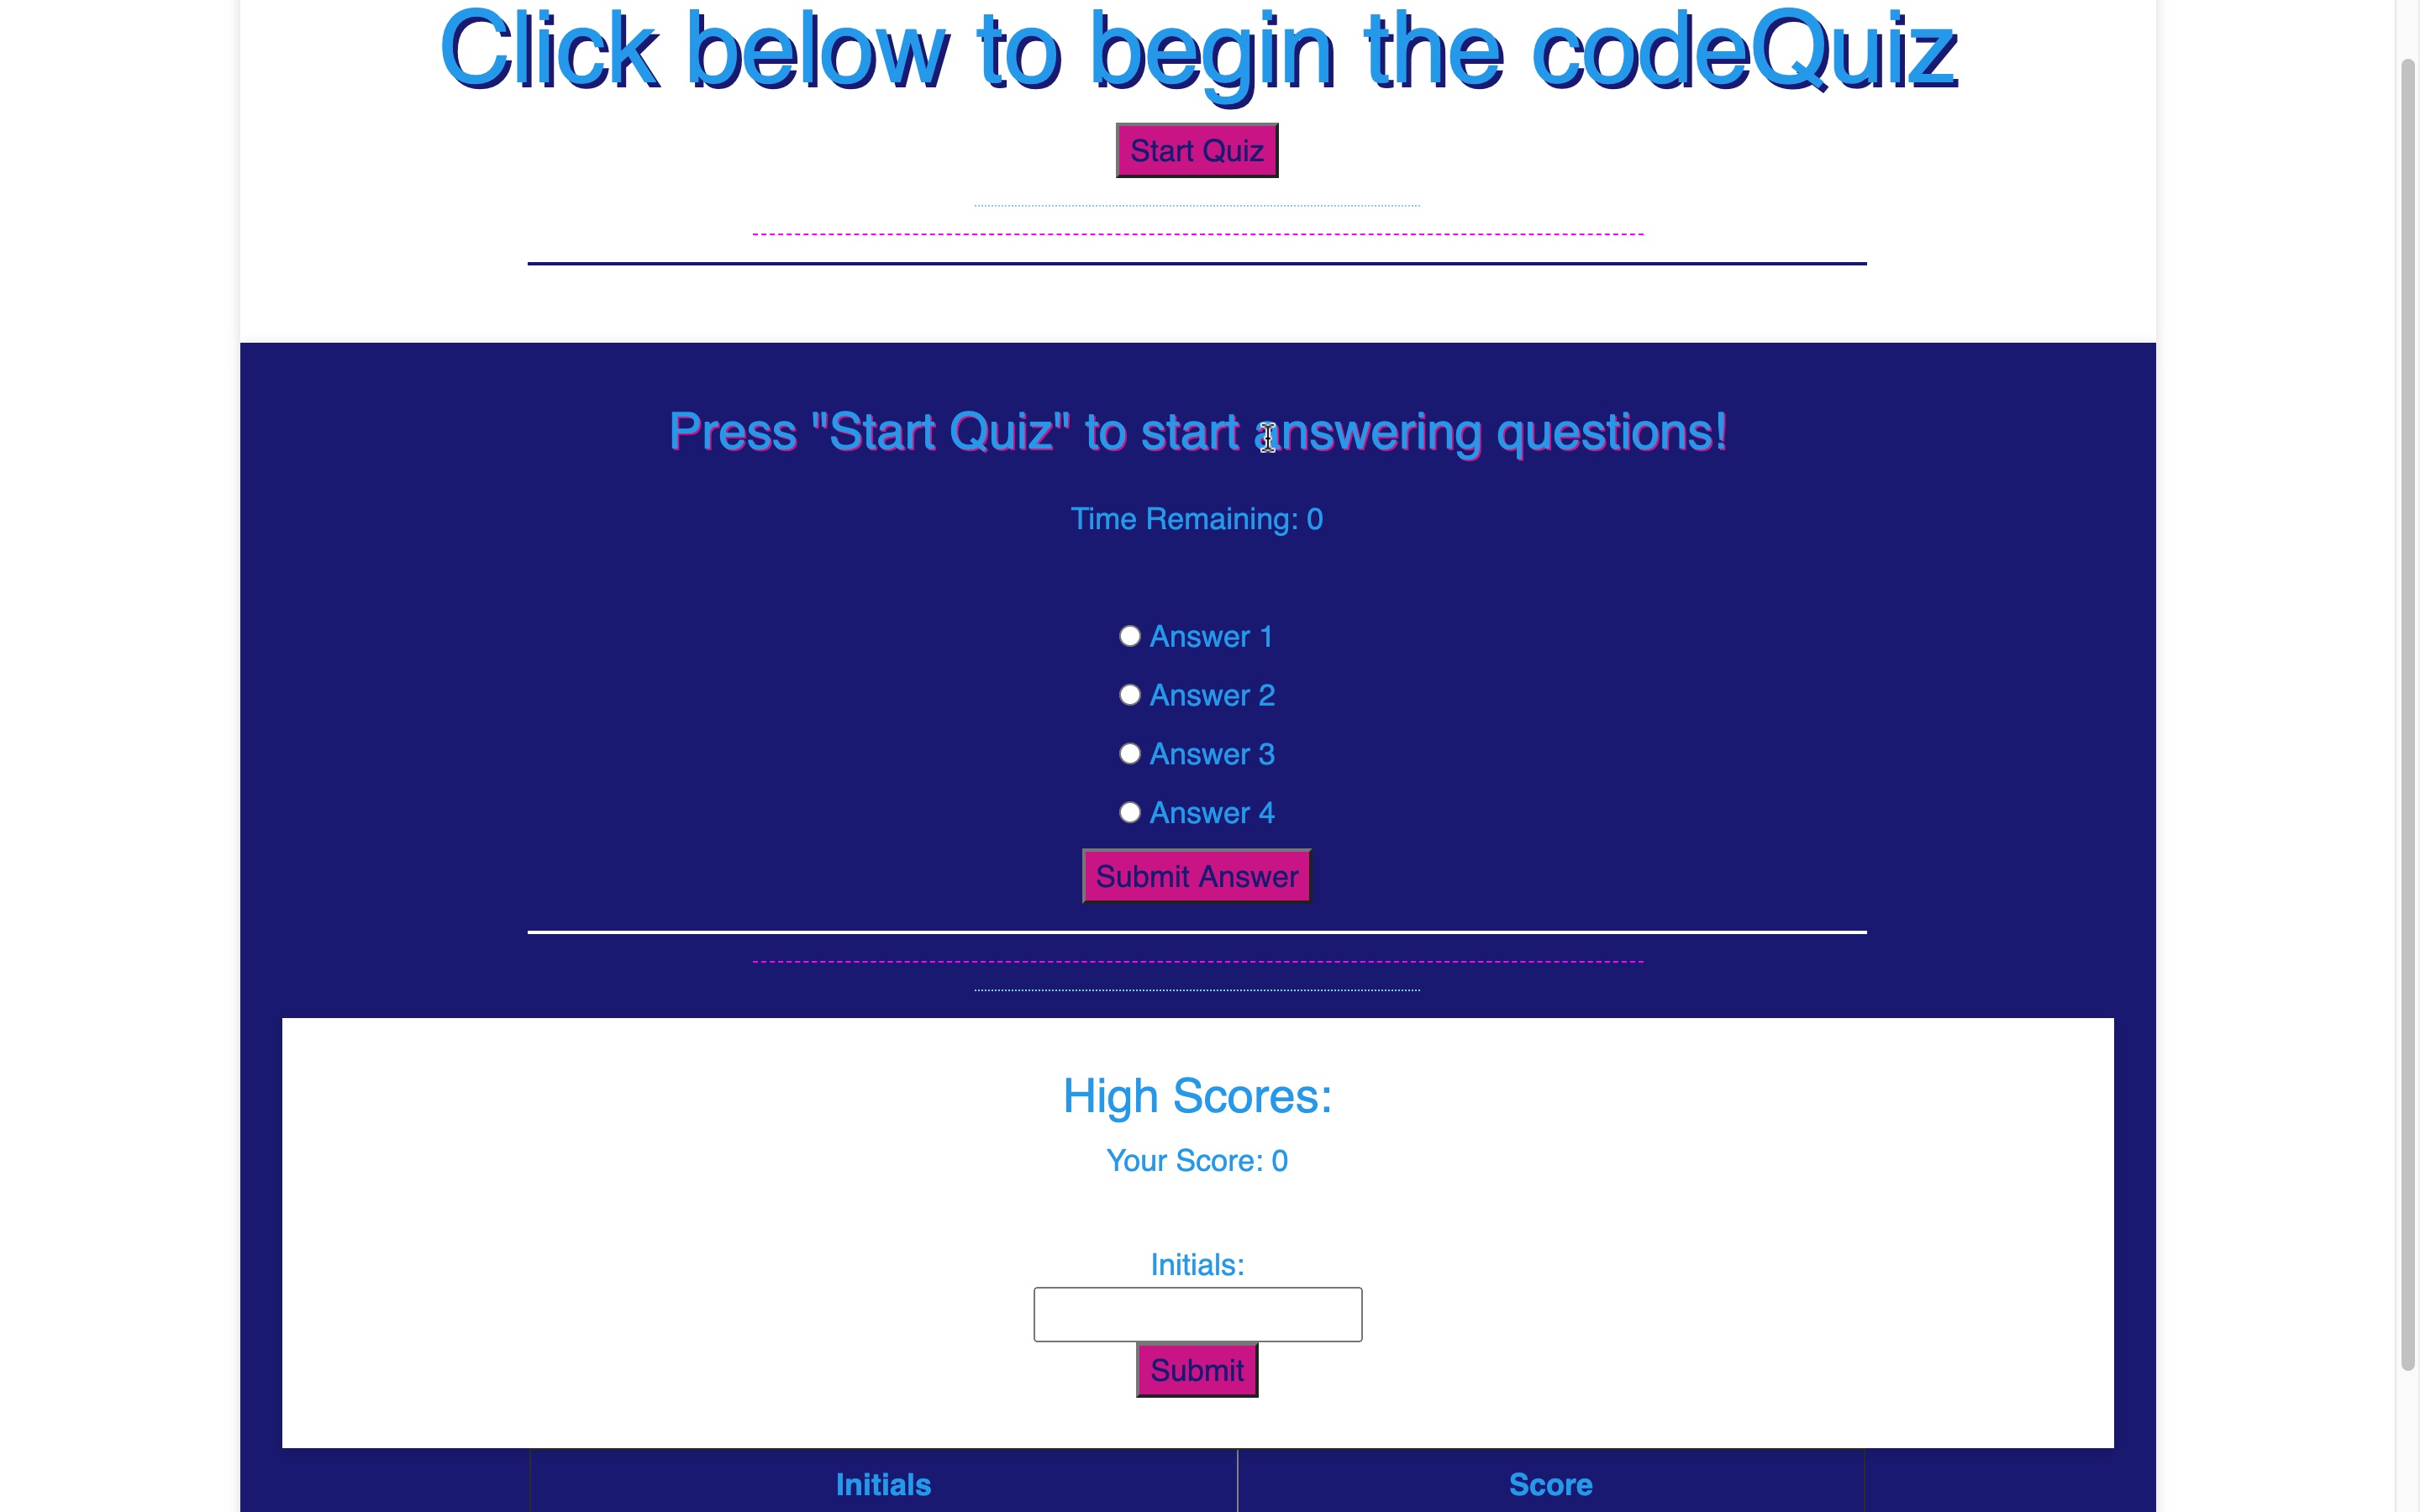 Click below to begin the codeQuiz
Start Quiz
Press "Start Quiz" to start answering questions!
Time Remaining: 0
Answer 1
Answer 2
Answer 3
Answer 4
Submit Answer
High Scores:
Your Score: 0
Initials:
Submit
Initials Score